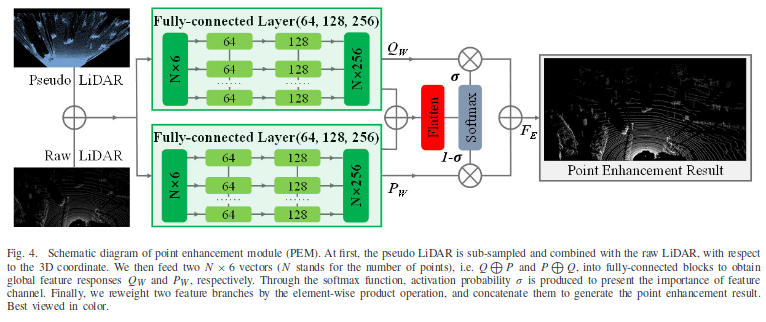 Fully-connected Layer(64, 128, 256)
Pseudo LiDAR
Raw LiDAR
N×6
64 128
64 128
......
64 128
N×256
Q_W
Fully-connected Layer(64, 128, 256)
N×6
64 128
64 128
......
64 128
N×256
P_W
Flatten
σ
Softmax
1-σ
F_E
Point Enhancement Result
Fig. 4. Schematic diagram of point enhancement module (PEM). At first, the pseudo LiDAR is sub-sampled and combined with the raw LiDAR, with respect
to the 3D coordinate. We then feed two N × 6 vectors (N stands for the number of points), i.e. Q ⊕ P and P ⊕ Q, into fully-connected blocks to obtain
global feature responses Q_W and P_W, respectively. Through the softmax function, activation probability σ is produced to present the importance of feature
channel. Finally, we reweight two feature branches by the element-wise product operation, and concatenate them to generate the point enhancement result.
Best viewed in color.